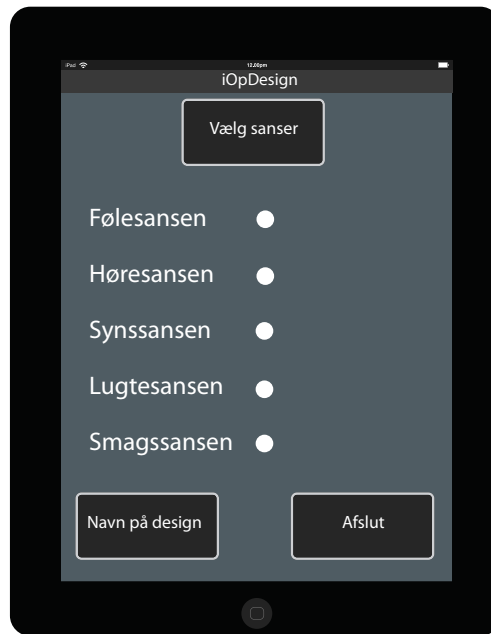 iPad
12.00pm
iOpDesign
Vælg sanser
Følesansen
Høresansen
Synssansen
Lugtesansen
Smagssansen
Navn på design
Afslut